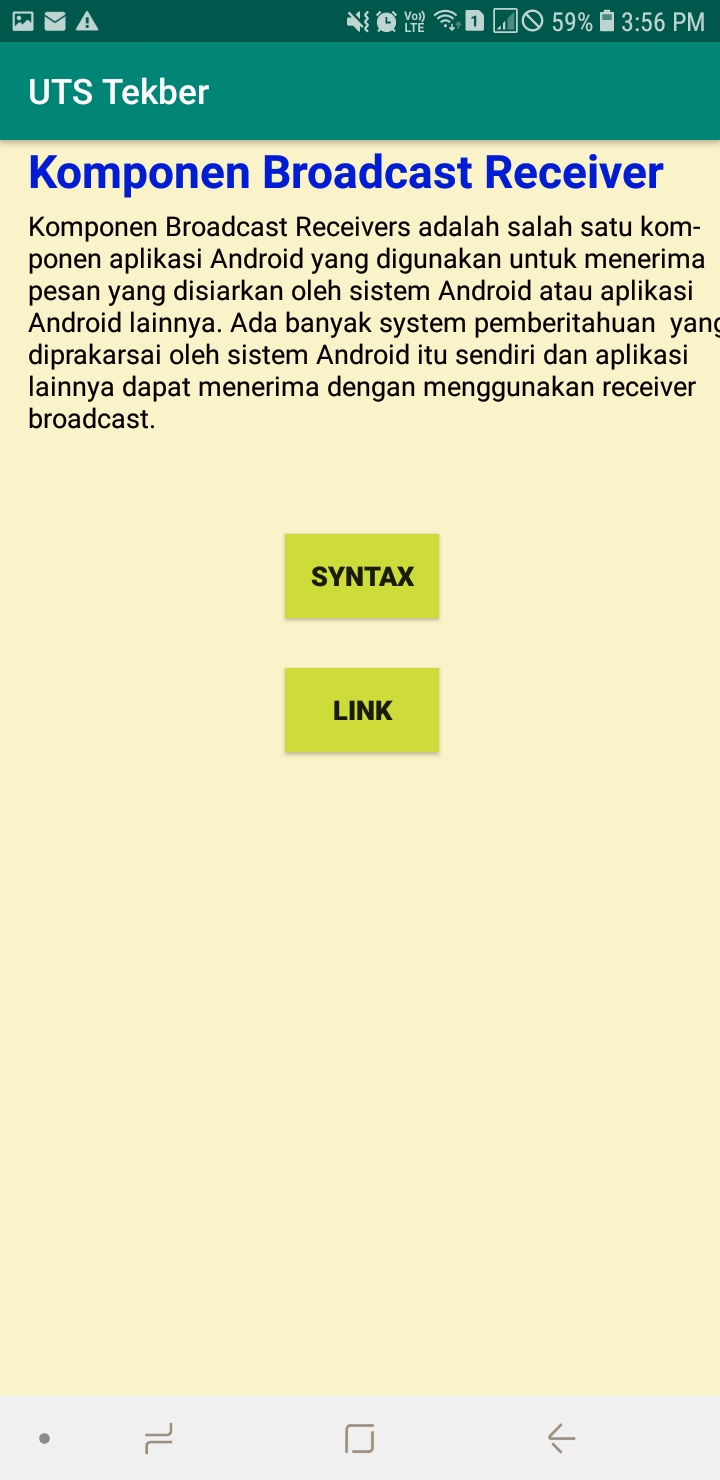 Vo))
LTE
1
59%
3:56 PM
UTS Tekber
Komponen Broadcast Receiver
Komponen Broadcast Receivers adalah salah satu kom-
ponen aplikasi Android yang digunakan untuk menerima
pesan yang disiarkan oleh sistem Android atau aplikasi
Android lainnya. Ada banyak system pemberitahuan  yang
diprakarsai oleh sistem Android itu sendiri dan aplikasi
lainnya dapat menerima dengan menggunakan receiver
broadcast.
SYNTAX
LINK